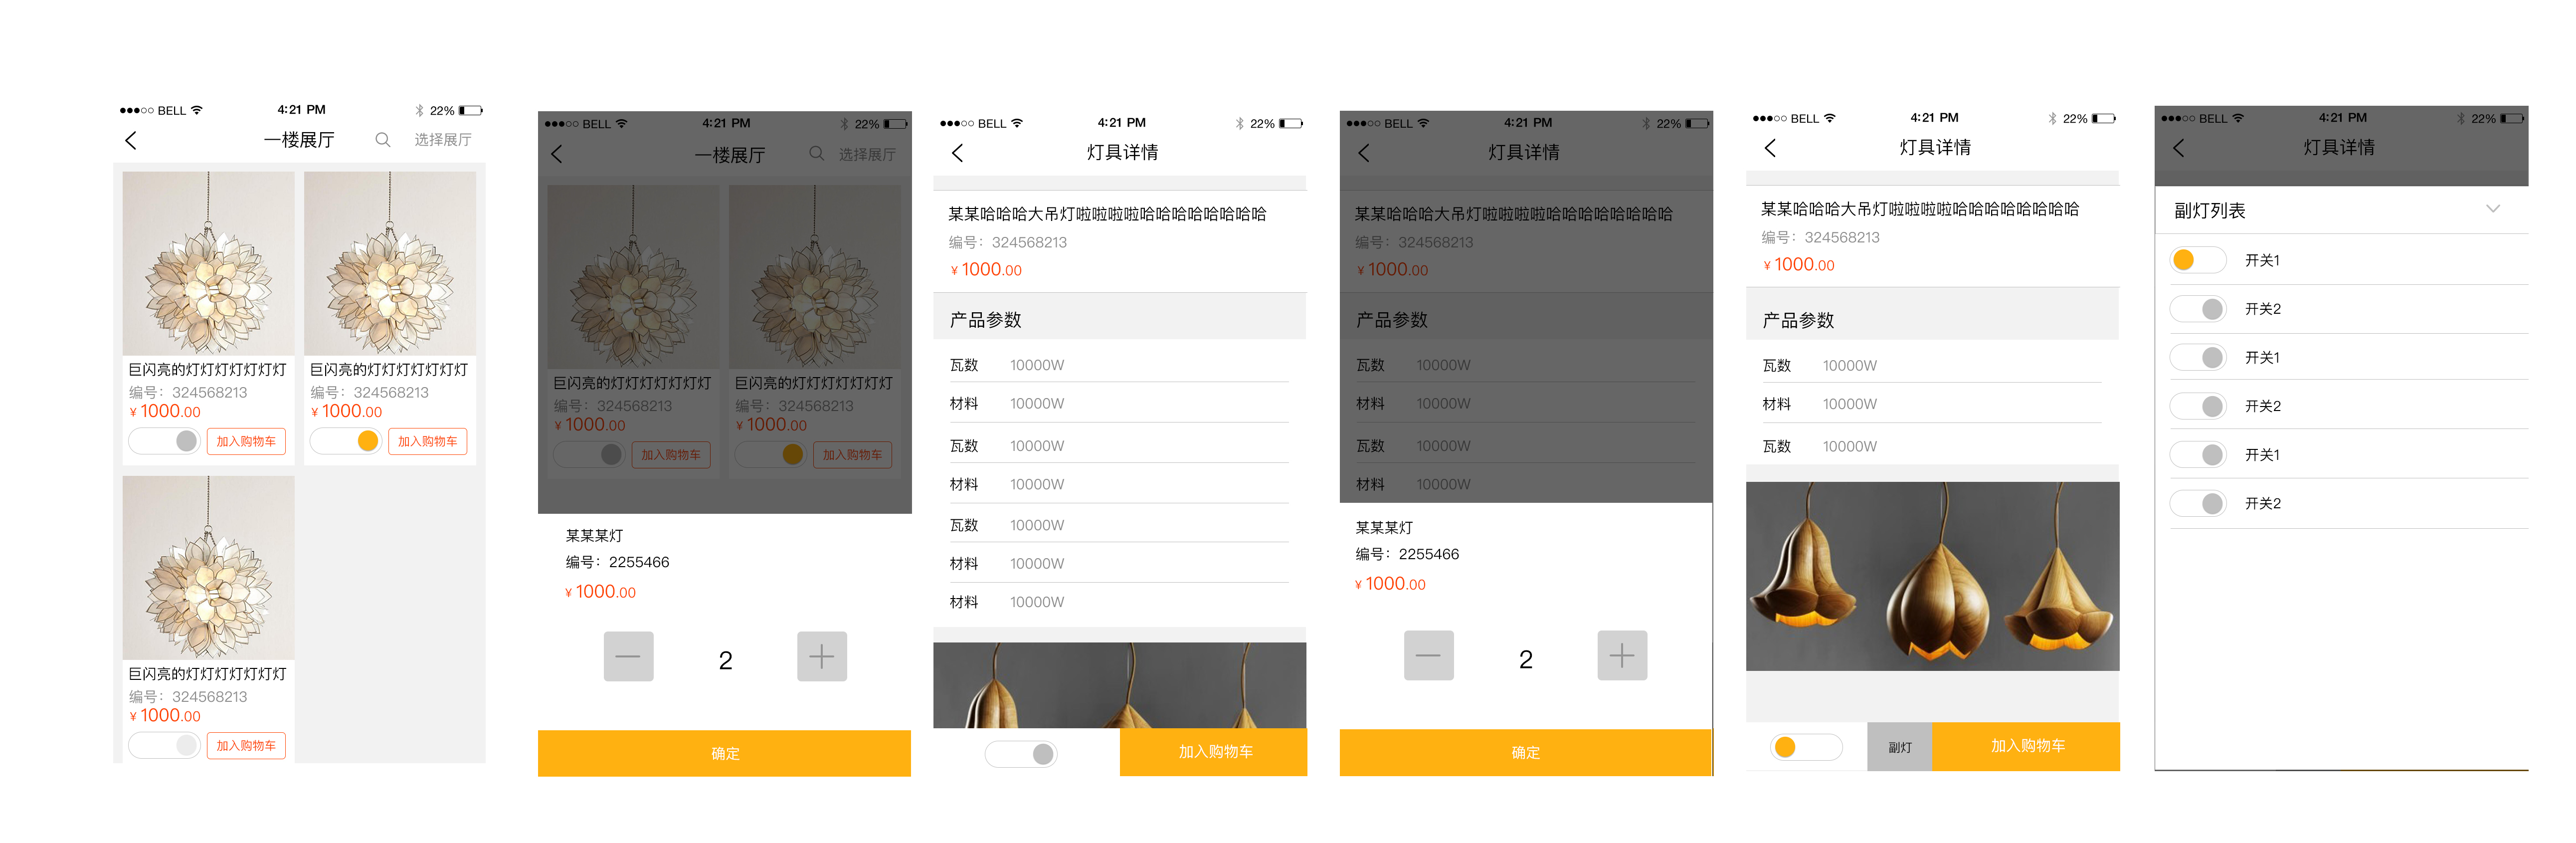 BELL
4:21 PM
22%
一楼展厅
选择展厅
巨闪亮的灯灯灯灯灯灯灯
编号：324568213
¥ 1000.00
加入购物车
巨闪亮的灯灯灯灯灯灯灯
编号：324568213
¥ 1000.00
加入购物车
巨闪亮的灯灯灯灯灯灯灯
编号：324568213
¥ 1000.00
加入购物车
BELL
4:21 PM
22%
一楼展厅
选择展厅
巨闪亮的灯灯灯灯灯灯灯
编号：324568213
¥ 1000.00
加入购物车
巨闪亮的灯灯灯灯灯灯灯
编号：324568213
¥ 1000.00
加入购物车
某某某灯
编号：2255466
¥ 1000.00
2
确定
BELL
4:21 PM
22%
灯具详情
某某哈哈哈大吊灯啦啦啦啦哈哈哈哈哈哈哈哈
编号：324568213
¥ 1000.00
产品参数
瓦数 10000W
材料 10000W
瓦数 10000W
材料 10000W
瓦数 10000W
材料 10000W
材料 10000W
加入购物车
BELL
4:21 PM
22%
灯具详情
某某哈哈哈大吊灯啦啦啦啦哈哈哈哈哈哈哈哈
编号：324568213
¥ 1000.00
产品参数
瓦数 10000W
材料 10000W
瓦数 10000W
材料 10000W
某某某灯
编号：2255466
¥ 1000.00
2
确定
BELL
4:21 PM
22%
灯具详情
某某哈哈哈大吊灯啦啦啦啦哈哈哈哈哈哈哈哈
编号：324568213
¥ 1000.00
产品参数
瓦数 10000W
材料 10000W
瓦数 10000W
副灯
加入购物车
BELL
4:21 PM
22%
灯具详情
副灯列表
开关1
开关2
开关1
开关2
开关1
开关2